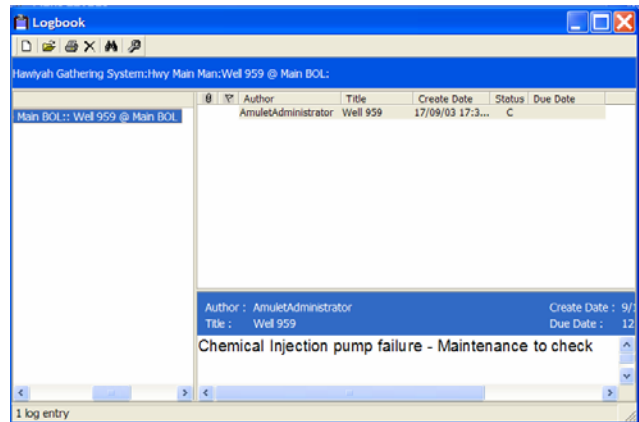 Logbook
Hawiyah Gathering System:Hwy Main Man:Well 959 @ Main BOL:
Author Title Create Date Status Due Date
Main BOL:: Well 959 @ Main BOL
AmuletAdministrator Well 959 17/09/03 17:3... C
Author : AmuletAdministrator Create Date : 9/1
Title : Well 959 Due Date : 12
Chemical Injection pump failure - Maintenance to check
1 log entry